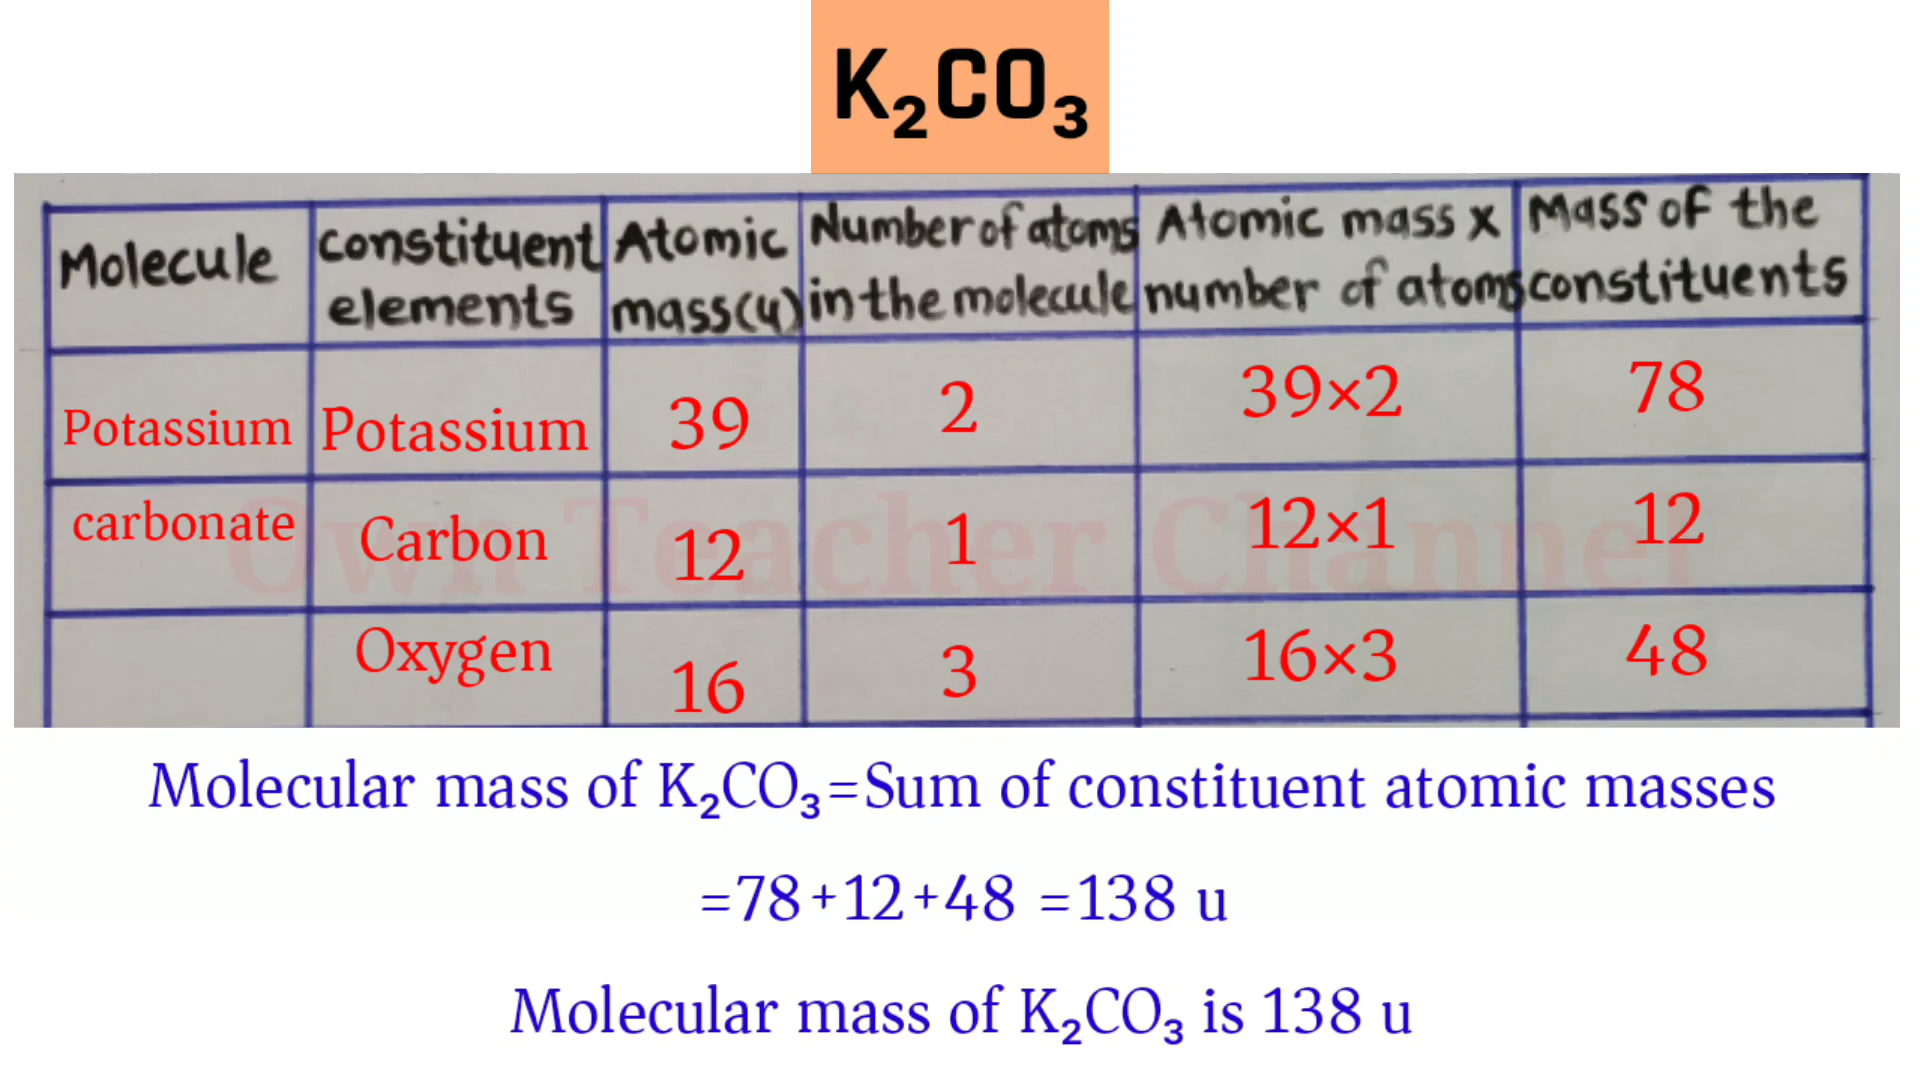 K₂CO₃
Molecule
constituent
elements
Atomic
mass(u)
Number of atoms
in the molecule
Atomic mass x
number of atoms
Mass of the
constituents
Potassium
carbonate
Potassium
39
2
39×2
78
Carbon
12
1
12×1
12
Oxygen
16
3
16×3
48
Own Teacher Channel
Molecular mass of K₂CO₃=Sum of constituent atomic masses
=78+12+48 =138 u
Molecular mass of K₂CO₃ is 138 u